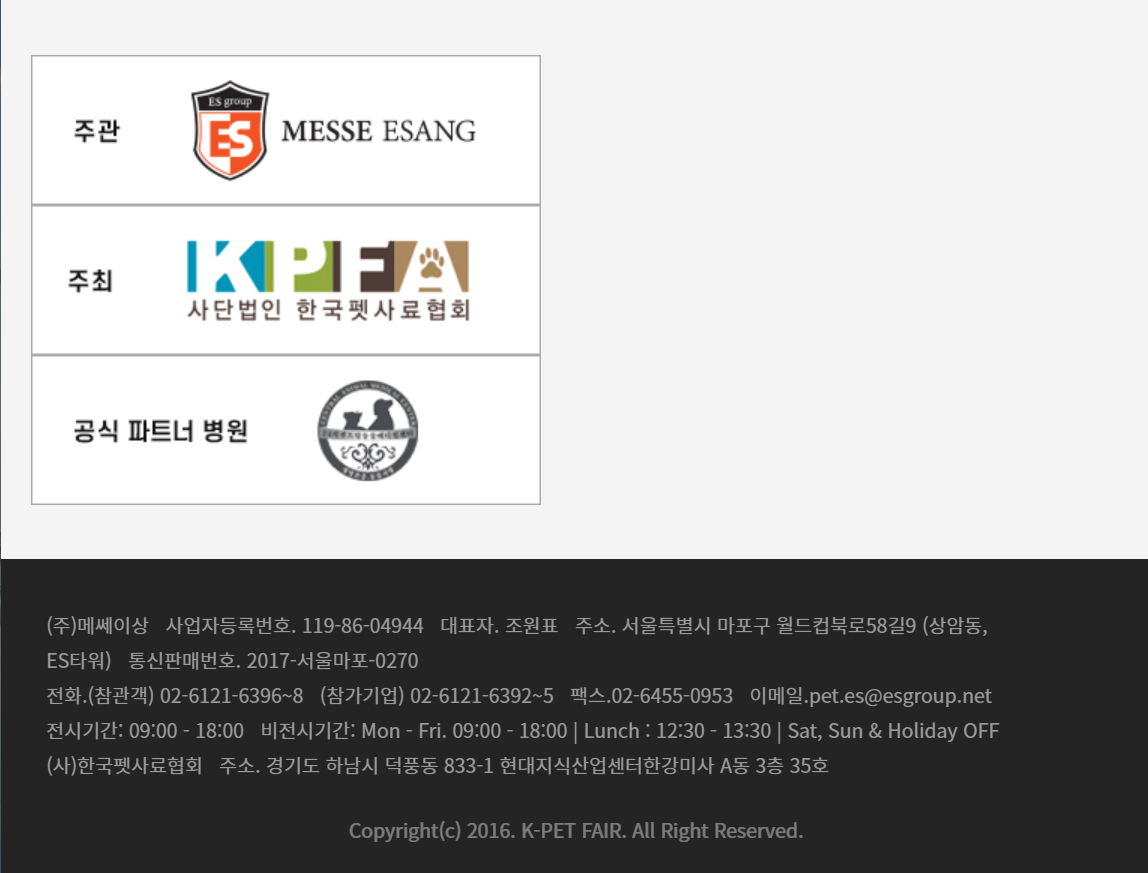 주관
ES group
ES
MESSE ESANG
주최
KPFA
사단법인 한국펫사료협회
공식 파트너 병원
CENTRAL ANIMAL MEDICAL CENTER
(주)메쎄이상 사업자등록번호. 119-86-04944 대표자. 조원표 주소. 서울특별시 마포구 월드컵북로58길9 (상암동,
ES타워) 통신판매번호. 2017-서울마포-0270
전화.(참관객) 02-6121-6396~8 (참가기업) 02-6121-6392~5 팩스.02-6455-0953 이메일.pet.es@esgroup.net
전시기간: 09:00 - 18:00 비전시기간: Mon - Fri. 09:00 - 18:00 | Lunch : 12:30 - 13:30 | Sat, Sun & Holiday OFF
(사)한국펫사료협회 주소. 경기도 하남시 덕풍동 833-1 현대지식산업센터한강미사 A동 3층 35호
Copyright(c) 2016. K-PET FAIR. All Right Reserved.